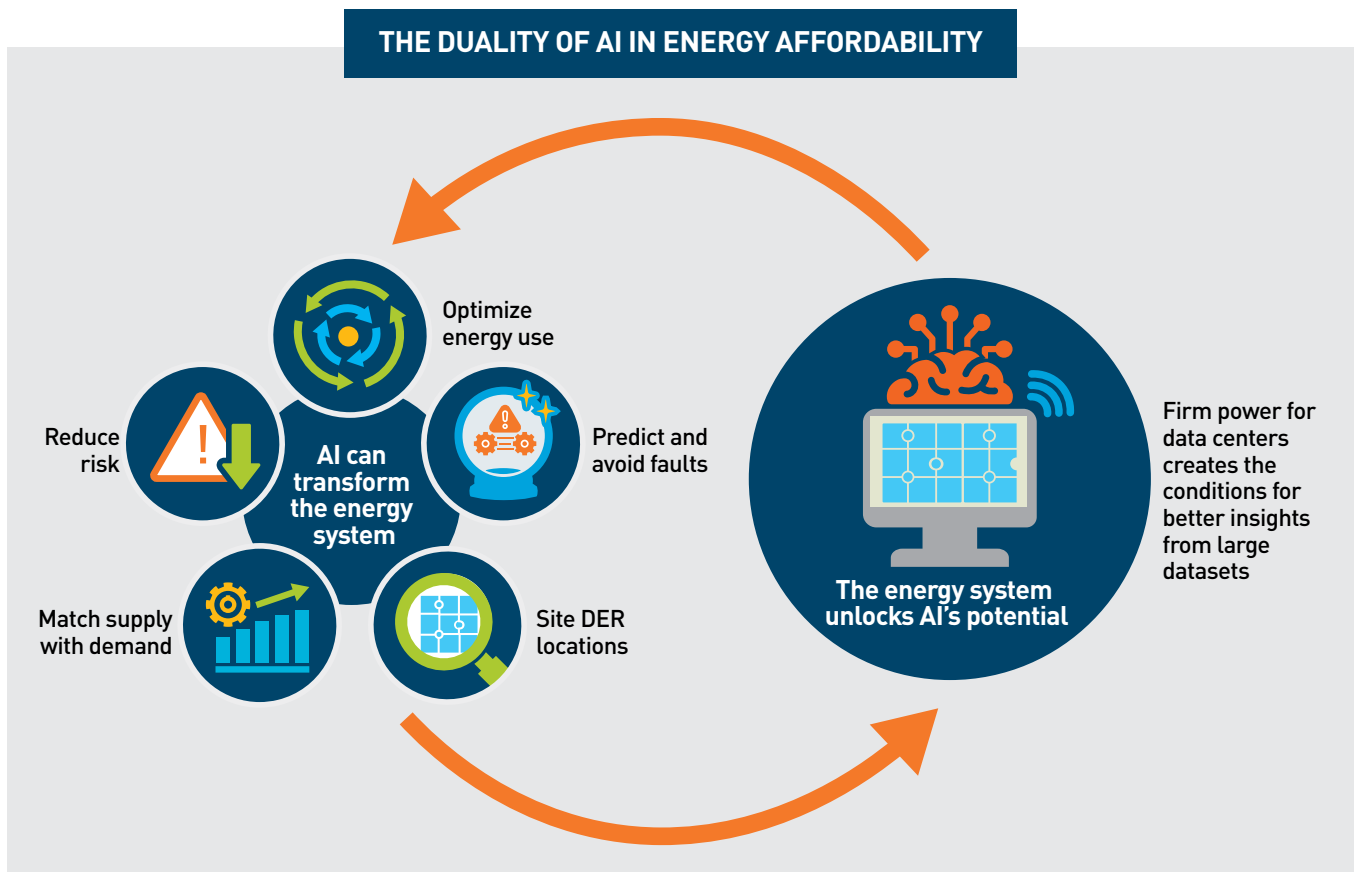 THE DUALITY OF AI IN ENERGY AFFORDABILITY
Optimize
energy use
Reduce
risk
AI can
transform
the energy
system
Predict and
avoid faults
Match supply
with demand
Site DER
locations
The energy system
unlocks AI’s potential
Firm power for
data centers
creates the
conditions for
better insights
from large
datasets